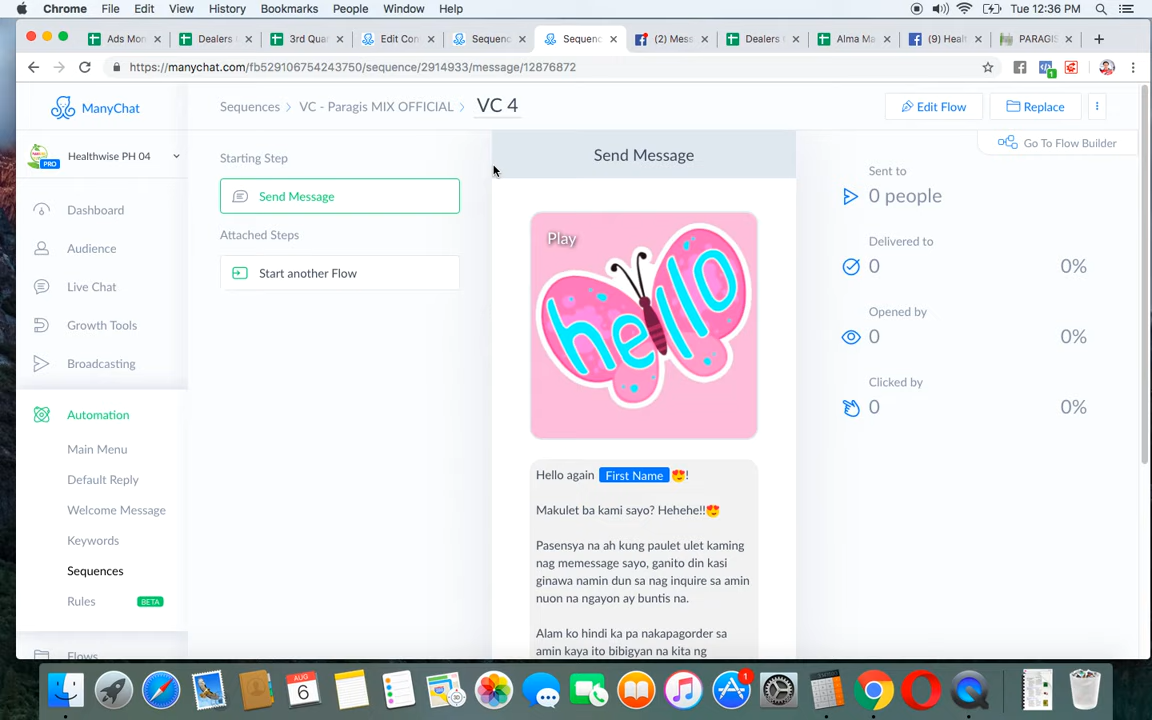 Chrome File Edit View History Bookmarks People Window Help
Tue 12:36 PM
Ads Mon
Dealers
3rd Quar
Edit Con
Sequenc
Sequenc
(2) Mess
Dealers
Alma Ma
(9) Healt
PARAGIS
https://manychat.com/fb529106754243750/sequence/2914933/message/12876872
1
ManyChat
Sequences > VC - Paragis MIX OFFICIAL > VC 4
Edit Flow
Replace
Healthwise PH 04
PRO
Go To Flow Builder
Dashboard
Audience
Live Chat
Growth Tools
Broadcasting
Automation
Main Menu
Default Reply
Welcome Message
Keywords
Sequences
Rules BETA
Flows
Starting Step
Send Message
Attached Steps
Start another Flow
Send Message
Play
hello
Hello again First Name 😍!
Makulet ba kami sayo? Hehehe!!😍
Pasensya na ah kung paulet ulet kaming
nag memessage sayo, ganito din kasi
ginawa namin dun sa nag inquire sa amin
nuon na ngayon ay buntis na.
Alam ko hindi ka pa nakapagorder sa
amin kaya ito bibigyan na kita ng
Sent to
0 people
Delivered to
0 0%
Opened by
0 0%
Clicked by
0 0%
AUG
6
1